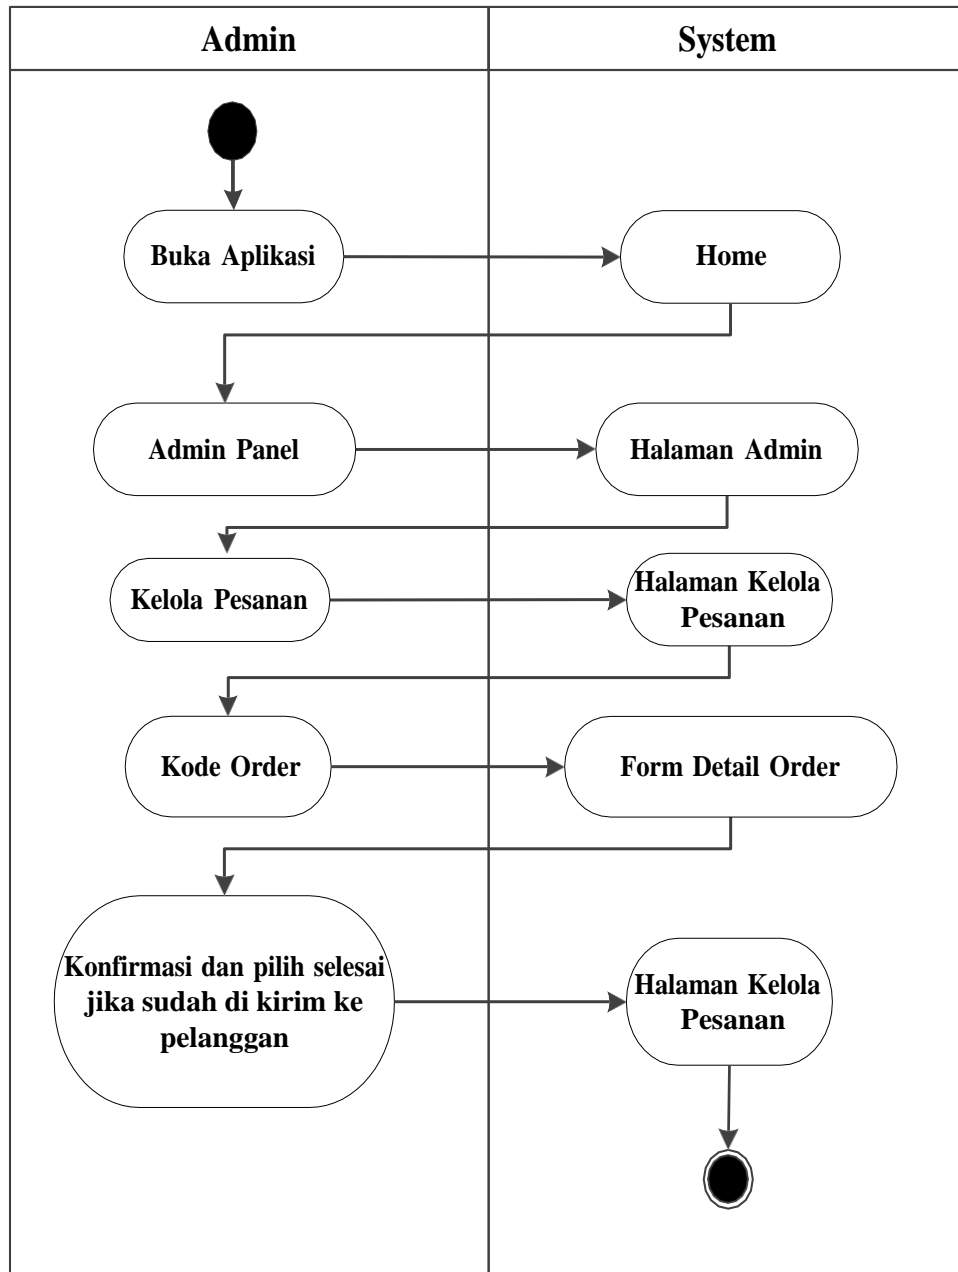 Admin
System
Buka Aplikasi
Home
Admin Panel
Halaman Admin
Kelola Pesanan
Halaman Kelola
Pesanan
Kode Order
Form Detail Order
Konfirmasi dan pilih selesai
jika sudah di kirim ke
pelanggan
Halaman Kelola
Pesanan